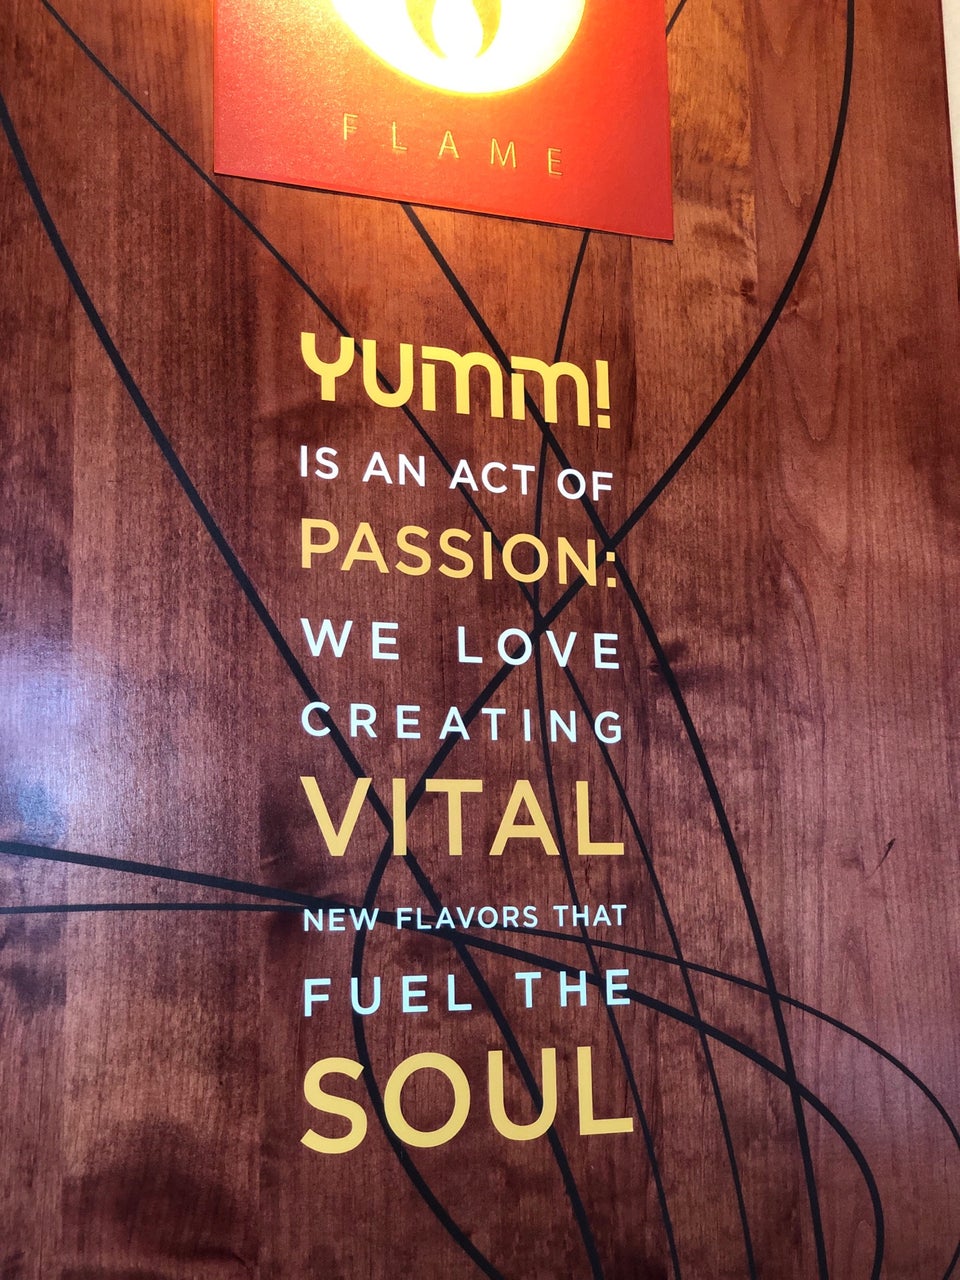 FLAME
YUMM!
IS AN ACT OF
PASSION:
WE LOVE
CREATING
VITAL
NEW FLAVORS THAT
FUEL THE
SOUL